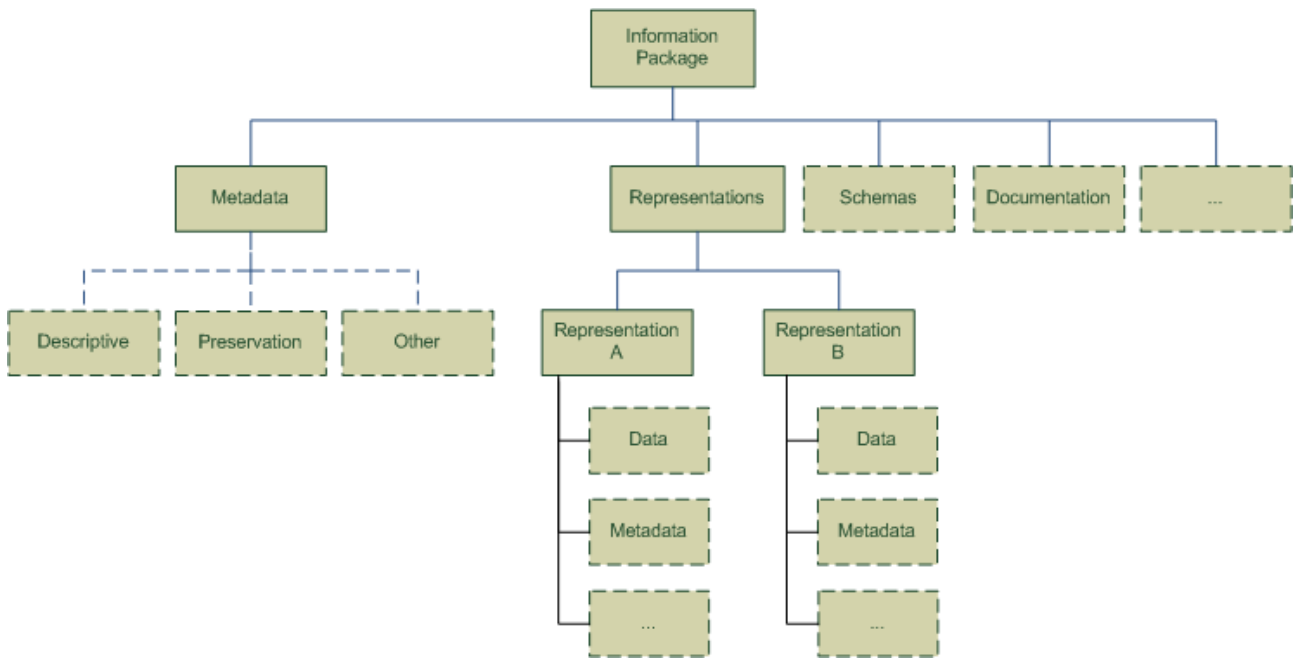 Information
Package
Metadata
Representations
Schemas
Documentation
...
Descriptive
Preservation
Other
Representation
A
Representation
B
Data
Data
Metadata
Metadata
...
...